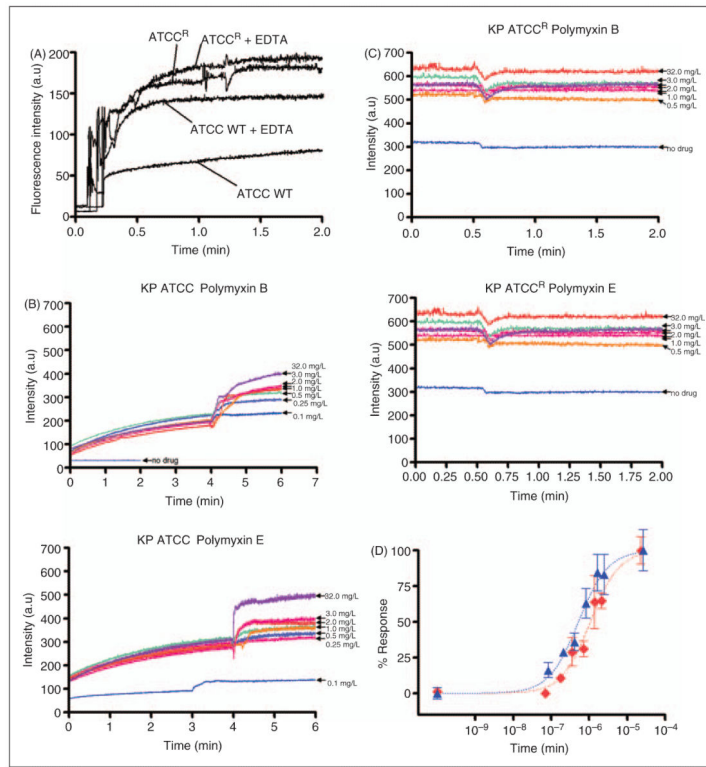 (A)
Fluorescence intensity (a.u)
200
150
100
50
0
ATCCR
ATCCR + EDTA
ATCC WT + EDTA
ATCC WT
0.0 0.5 1.0 1.5 2.0
Time (min)
(B)
KP ATCC Polymyxin B
Intensity (a.u)
700
600
500
400
300
200
100
0
32.0 mg/L
3.0 mg/L
2.0 mg/L
1.0 mg/L
0.5 mg/L
0.25 mg/L
0.1 mg/L
no drug
0 1 2 3 4 5 6 7
Time (min)
KP ATCC Polymyxin E
Intensity (a.u)
700
600
500
400
300
200
100
0
32.0 mg/L
3.0 mg/L
2.0 mg/L
1.0 mg/L
0.5 mg/L
0.25 mg/L
0.1 mg/L
0 1 2 3 4 5 6
Time (min)
KP ATCCR Polymyxin B
(C)
Intensity (a.u)
700
600
500
400
300
200
100
0
32.0 mg/L
3.0 mg/L
2.0 mg/L
1.0 mg/L
0.5 mg/L
no drug
0.0 0.5 1.0 1.5 2.0
Time (min)
KP ATCCR Polymyxin E
Intensity (a.u)
700
600
500
400
300
200
100
0
32.0 mg/L
3.0 mg/L
2.0 mg/L
1.0 mg/L
0.5 mg/L
no drug
0.00 0.25 0.50 0.75 1.00 1.25 1.50 1.75 2.00
Time (min)
(D)
% Response
100
75
50
25
0
10⁻⁹ 10⁻⁸ 10⁻⁷ 10⁻⁶ 10⁻⁵ 10⁻⁴
Time (min)